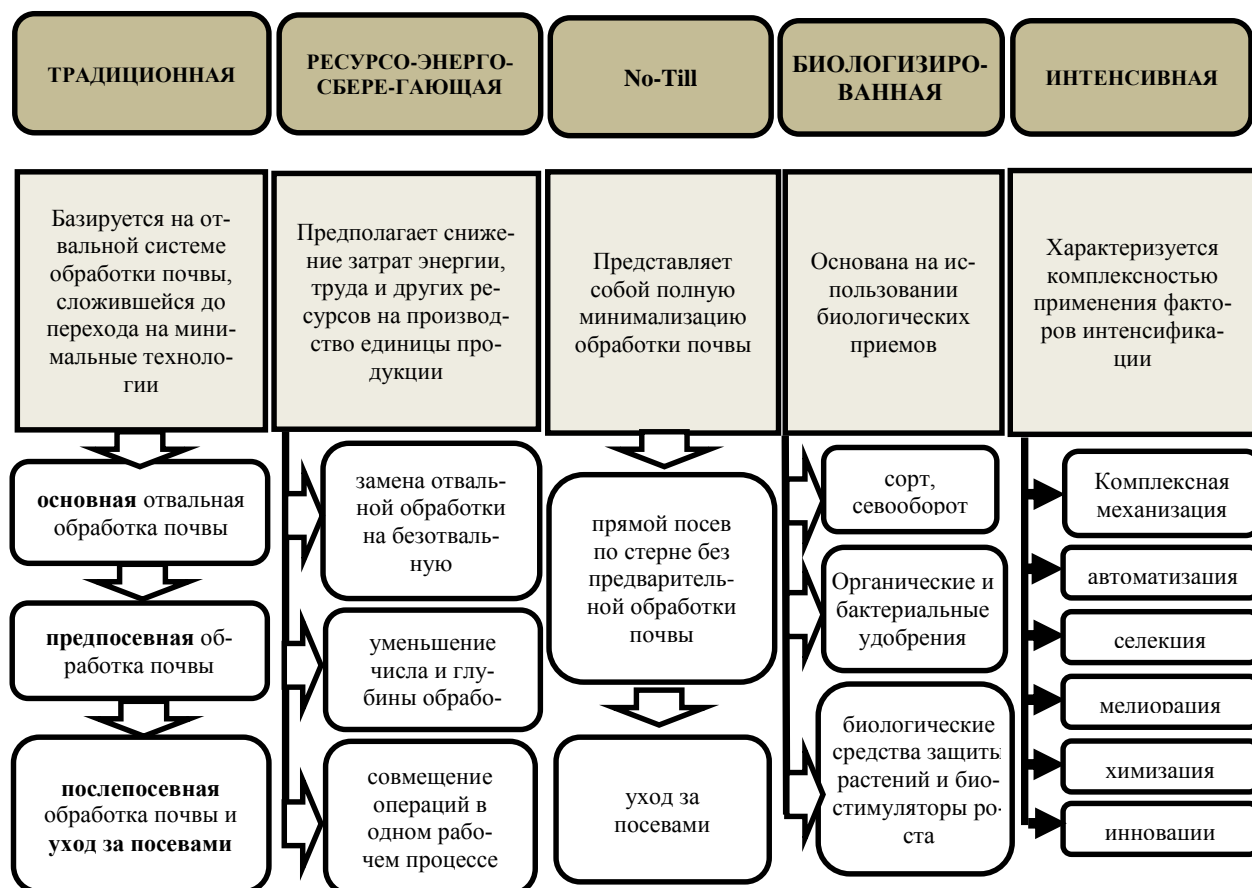 ТРАДИЦИОННАЯ
РЕСУРСО-ЭНЕРГО-
СБЕРЕ-ГАЮЩАЯ
No-Till
БИОЛОГИЗИРО-
ВАННАЯ
ИНТЕНСИВНАЯ
Базируется на от-
вальной системе
обработки почвы,
сложившейся до
перехода на мини-
мальные техноло-
гии
основная отвальная
обработка почвы
предпосевная об-
работка почвы
послепосевная
обработка почвы и
уход за посевами
Предполагает сниже-
ние затрат энергии,
труда и других ре-
сурсов на производ-
ство единицы про-
дукции
замена отваль-
ной обработки
на безотваль-
ную
уменьшение
числа и глу-
бины обрабо-
совмещение
операций в
одном рабо-
чем процессе
Представляет
собой полную
минимализацию
обработки почвы
прямой посев
по стерне без
предваритель-
ной обработки
почвы
уход за
посевами
Основана на ис-
пользовании
биологических
приемов
сорт,
севооборот
Органические и
бактериальные
удобрения
биологические
средства защиты
растений и био-
стимуляторы ро-
ста
Характеризуется
комплексностью
применения факто-
ров интенсифика-
ции
Комплексная
механизация
автоматизация
селекция
мелиорация
химизация
инновации